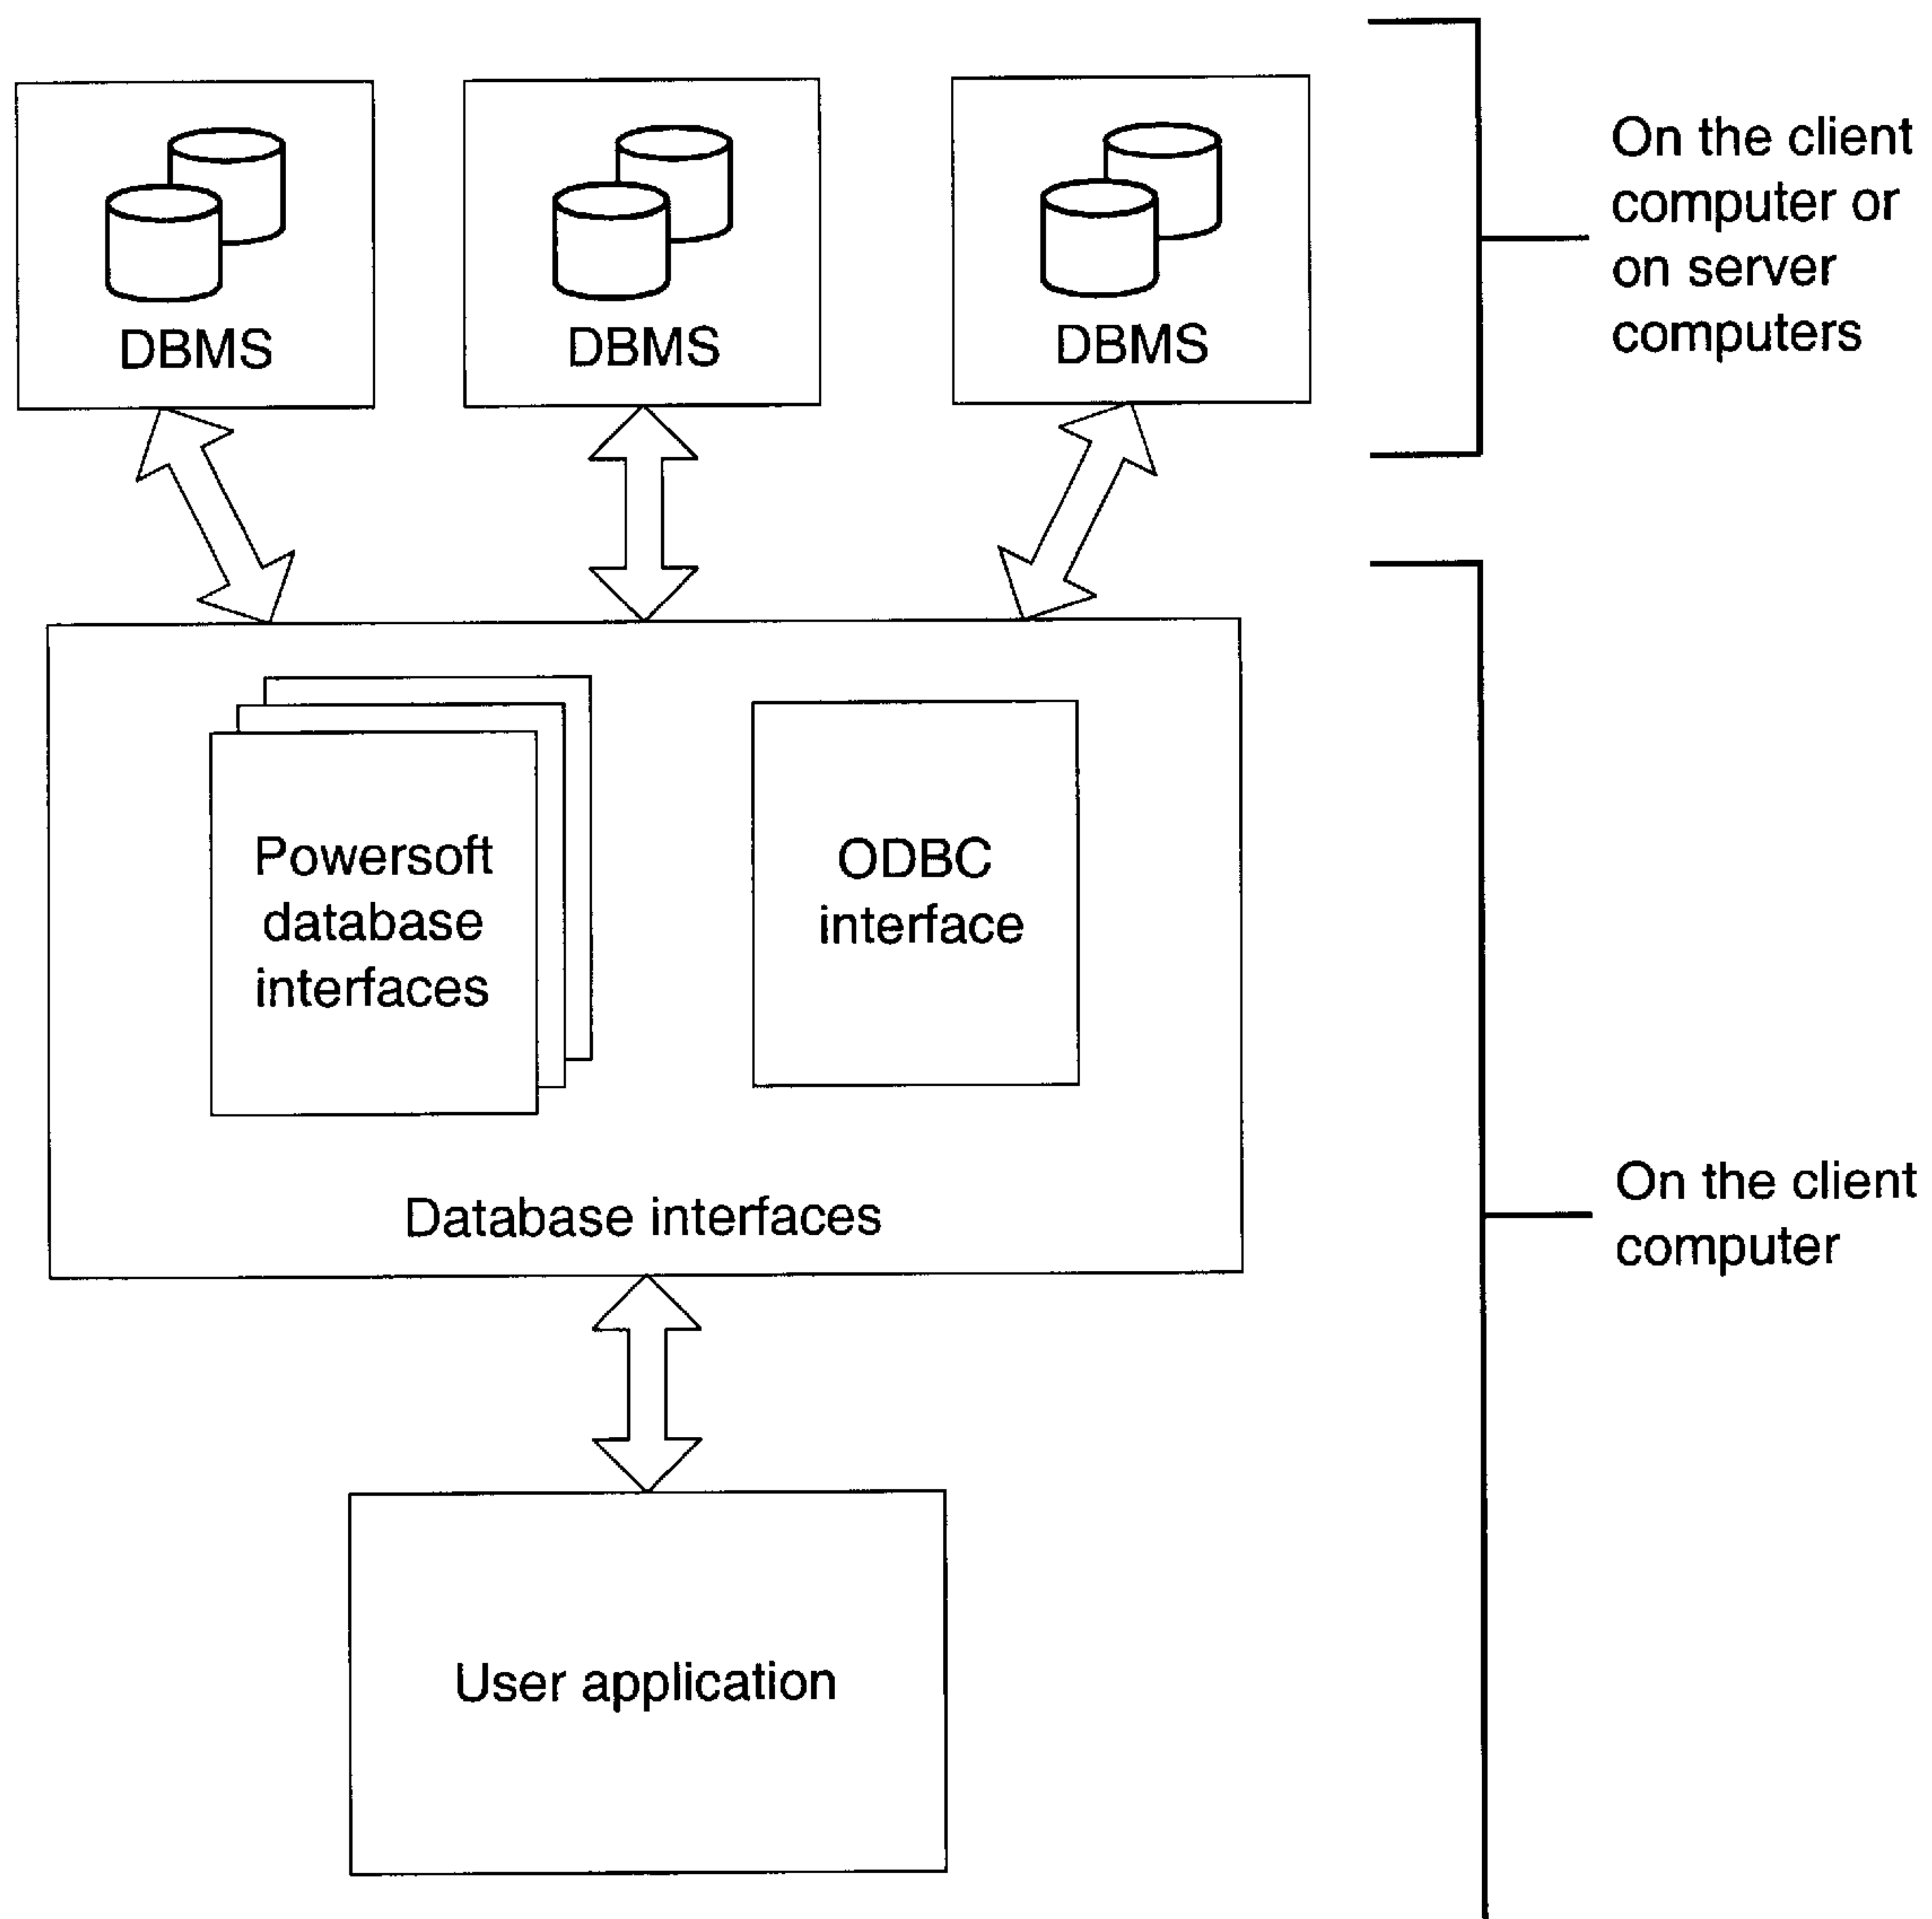 DBMS
DBMS
DBMS
On the client
computer or
on server
computers
Powersoft
database
interfaces
ODBC
interface
Database interfaces
On the client
computer
User application